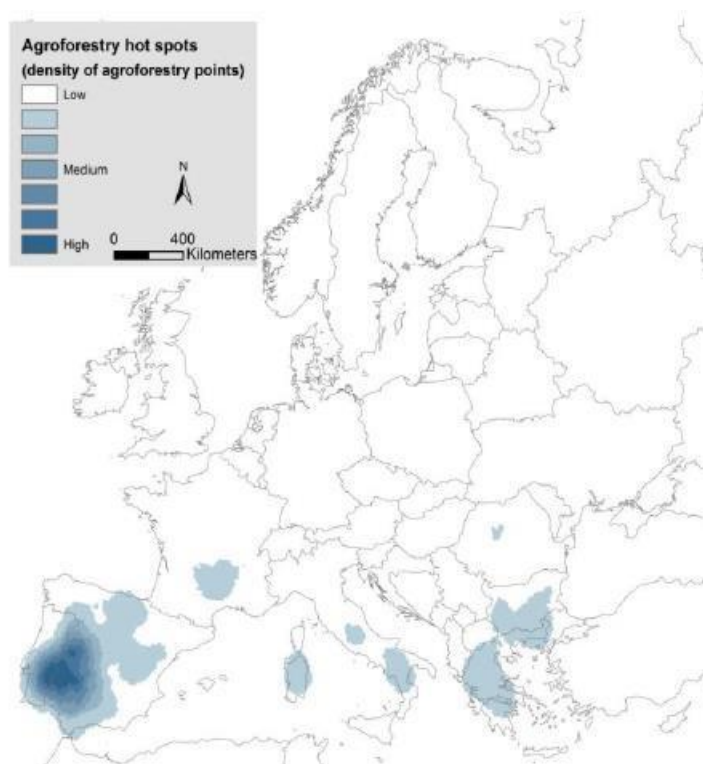 Agroforestry hot spots
(density of agroforestry points)
Low
Medium
N
High
0 400
Kilometers